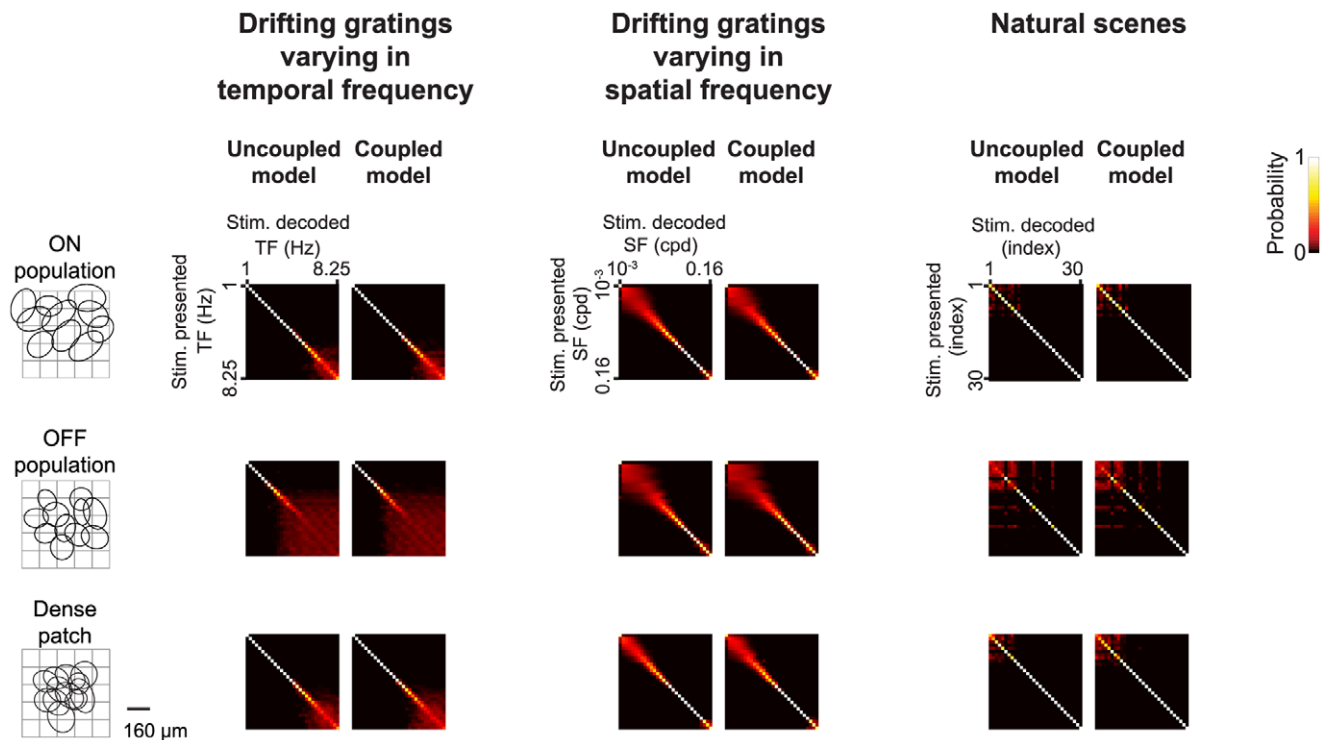 Drifting gratings
varying in
temporal frequency
Drifting gratings
varying in
spatial frequency
Natural scenes
Uncoupled
model
Coupled
model
Uncoupled
model
Coupled
model
Uncoupled
model
Coupled
model
Probability
1
0
Stim. decoded
TF (Hz)
1
8.25
Stim. presented
TF (Hz)
1
8.25
Stim. decoded
SF (cpd)
10-3
0.16
Stim. presented
SF (cpd)
10-3
0.16
Stim. decoded
(index)
1
30
Stim. presented
(index)
1
30
ON
population
OFF
population
Dense
patch
160 µm